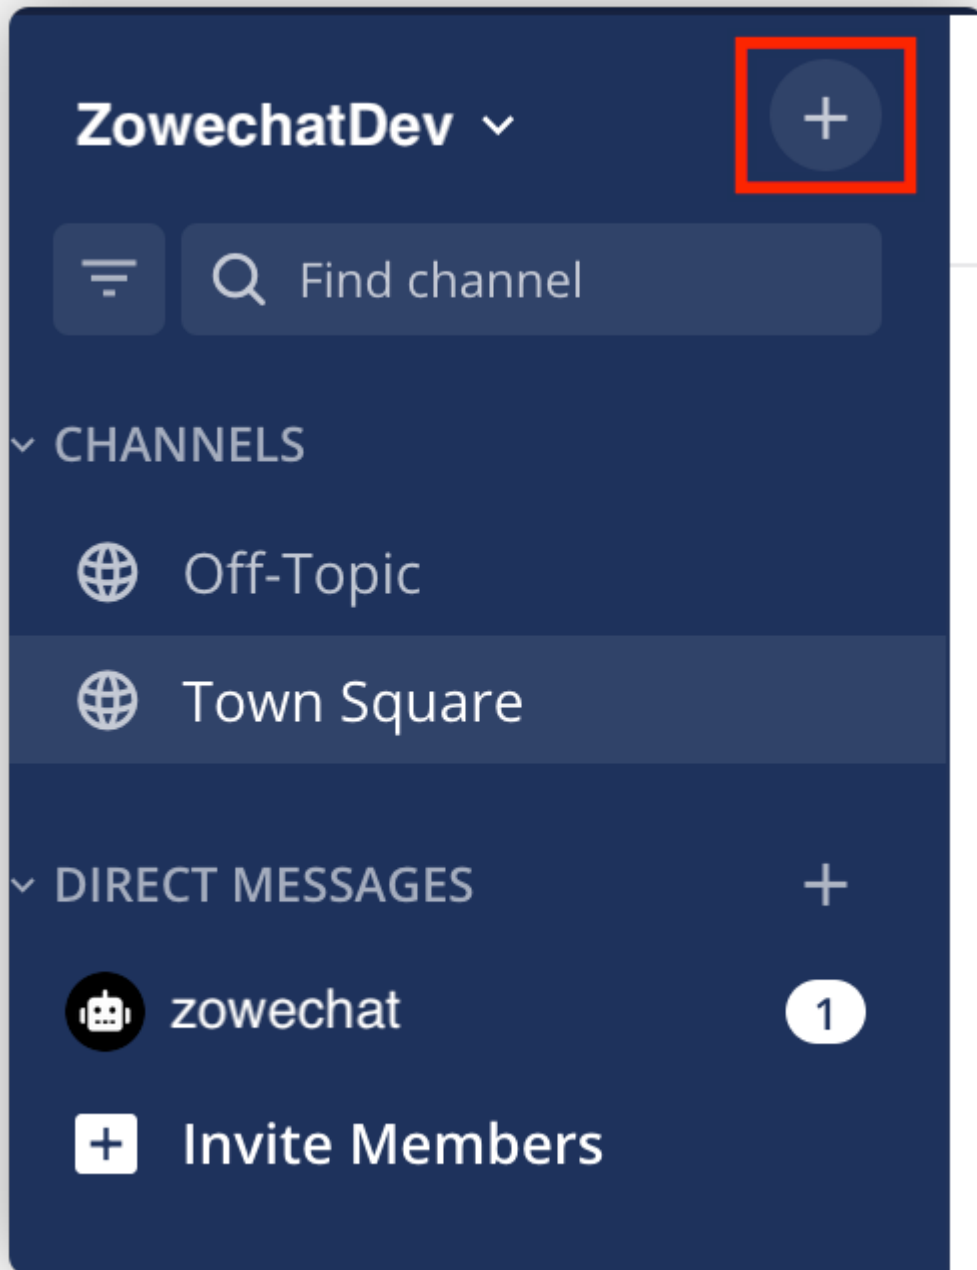 ZowechatDev
Find channel
CHANNELS
Off-Topic
Town Square
DIRECT MESSAGES
zowechat 1
Invite Members